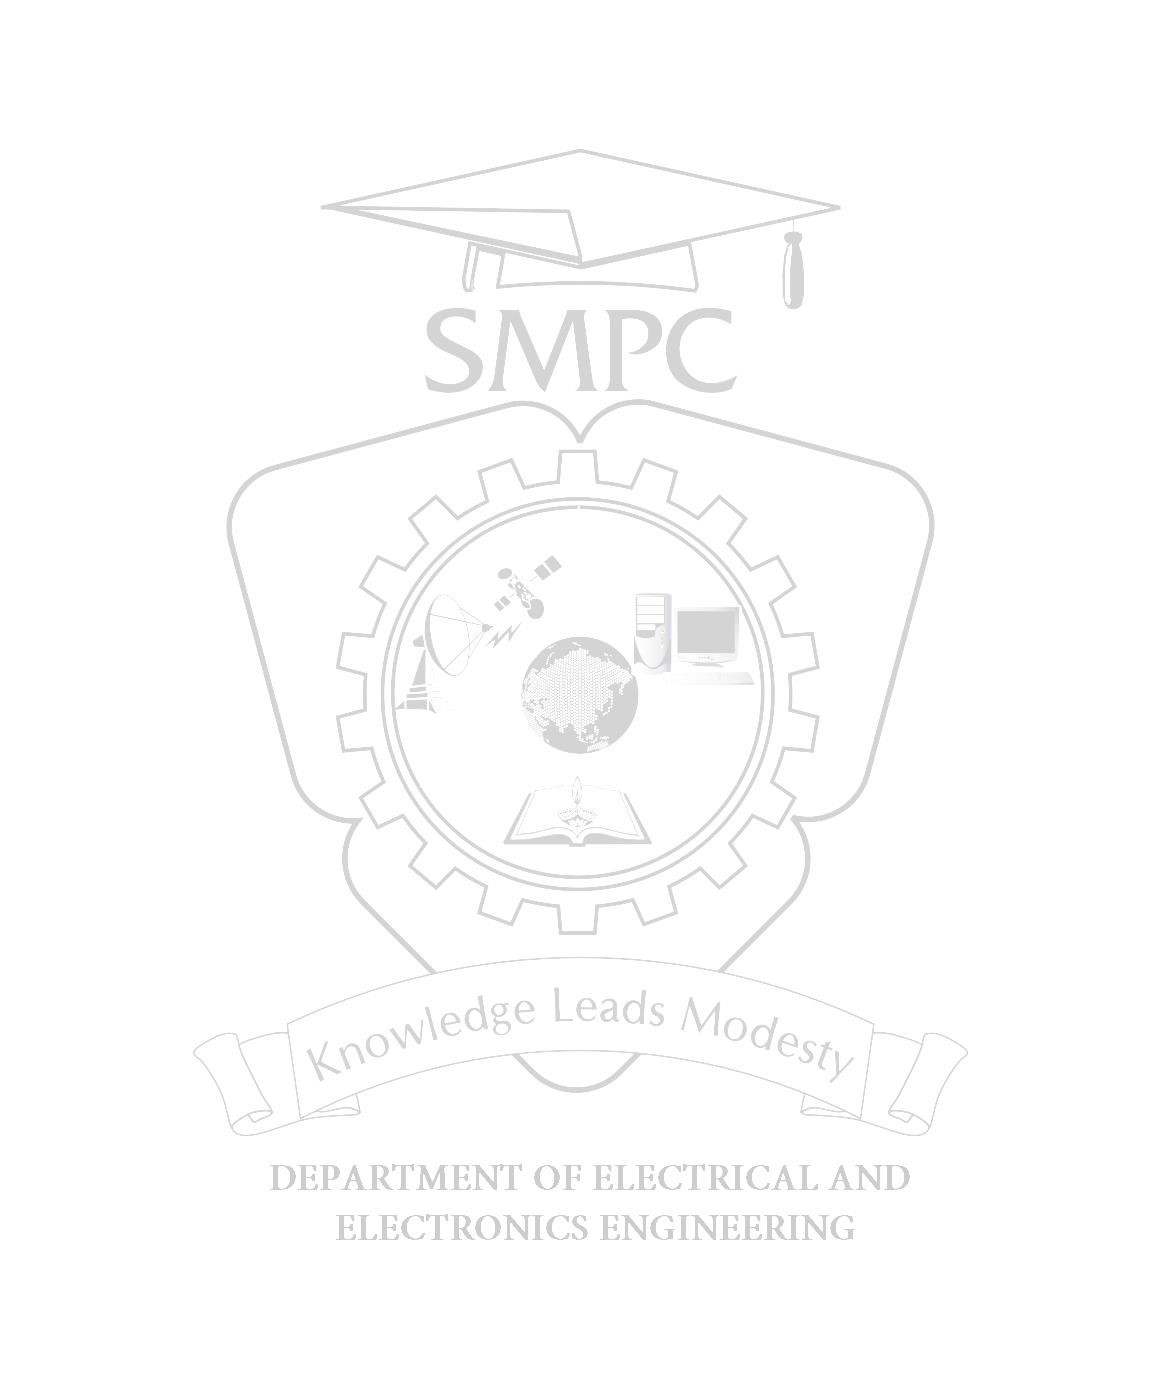 SMPC
Knowledge Leads Modesty
DEPARTMENT OF ELECTRICAL AND
ELECTRONICS ENGINEERING